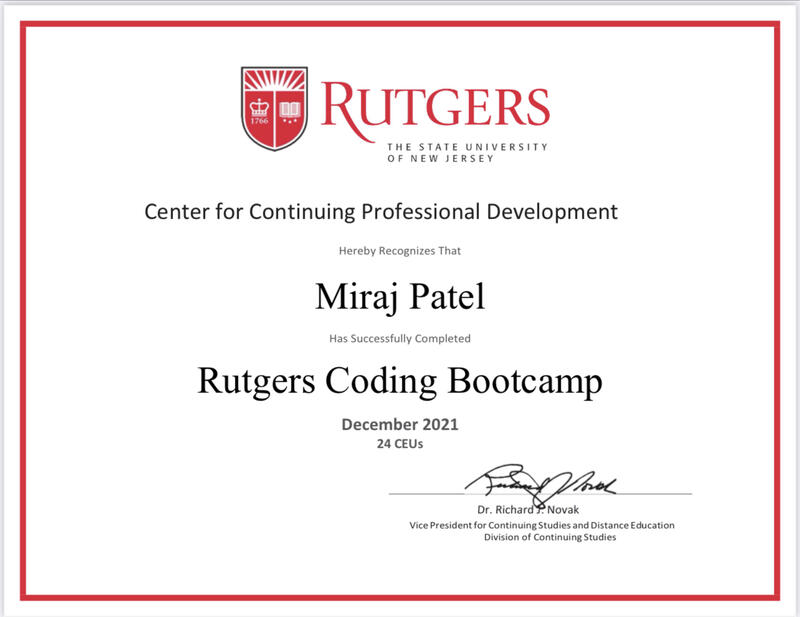 1766
RUTGERS
THE STATE UNIVERSITY
OF NEW JERSEY
Center for Continuing Professional Development
Hereby Recognizes That
Miraj Patel
Has Successfully Completed
Rutgers Coding Bootcamp
December 2021
24 CEUs
Dr. Richard J. Novak
Vice President for Continuing Studies and Distance Education
Division of Continuing Studies